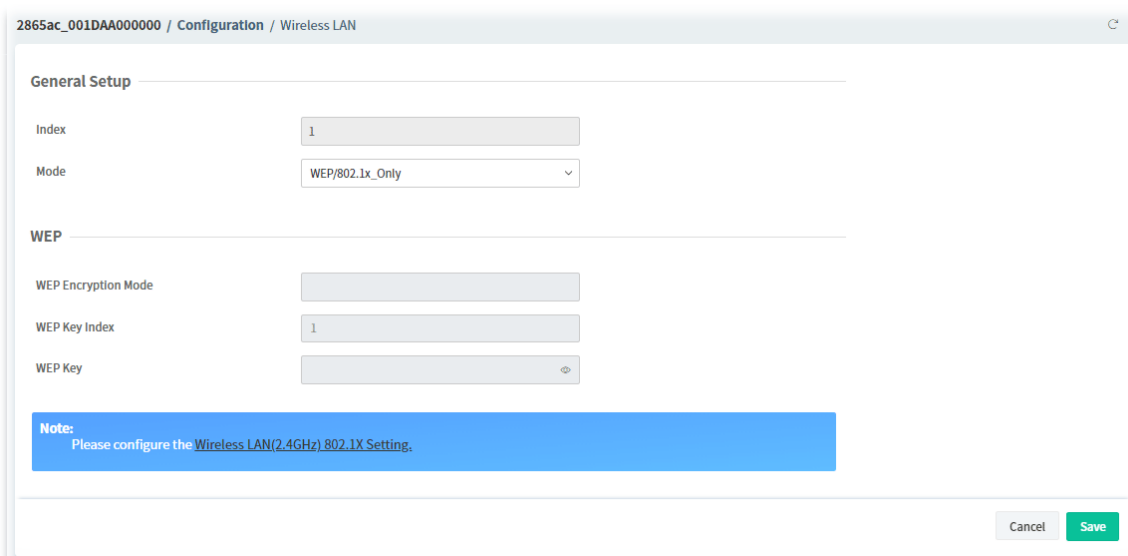 2865ac_001DAA000000 / Configuration / Wireless LAN
General Setup
Index
1
Mode
WEP/802.1x_Only
WEP
WEP Encryption Mode
WEP Key Index
1
WEP Key
Note:
Please configure the Wireless LAN(2.4GHz) 802.1X Setting.
Cancel
Save